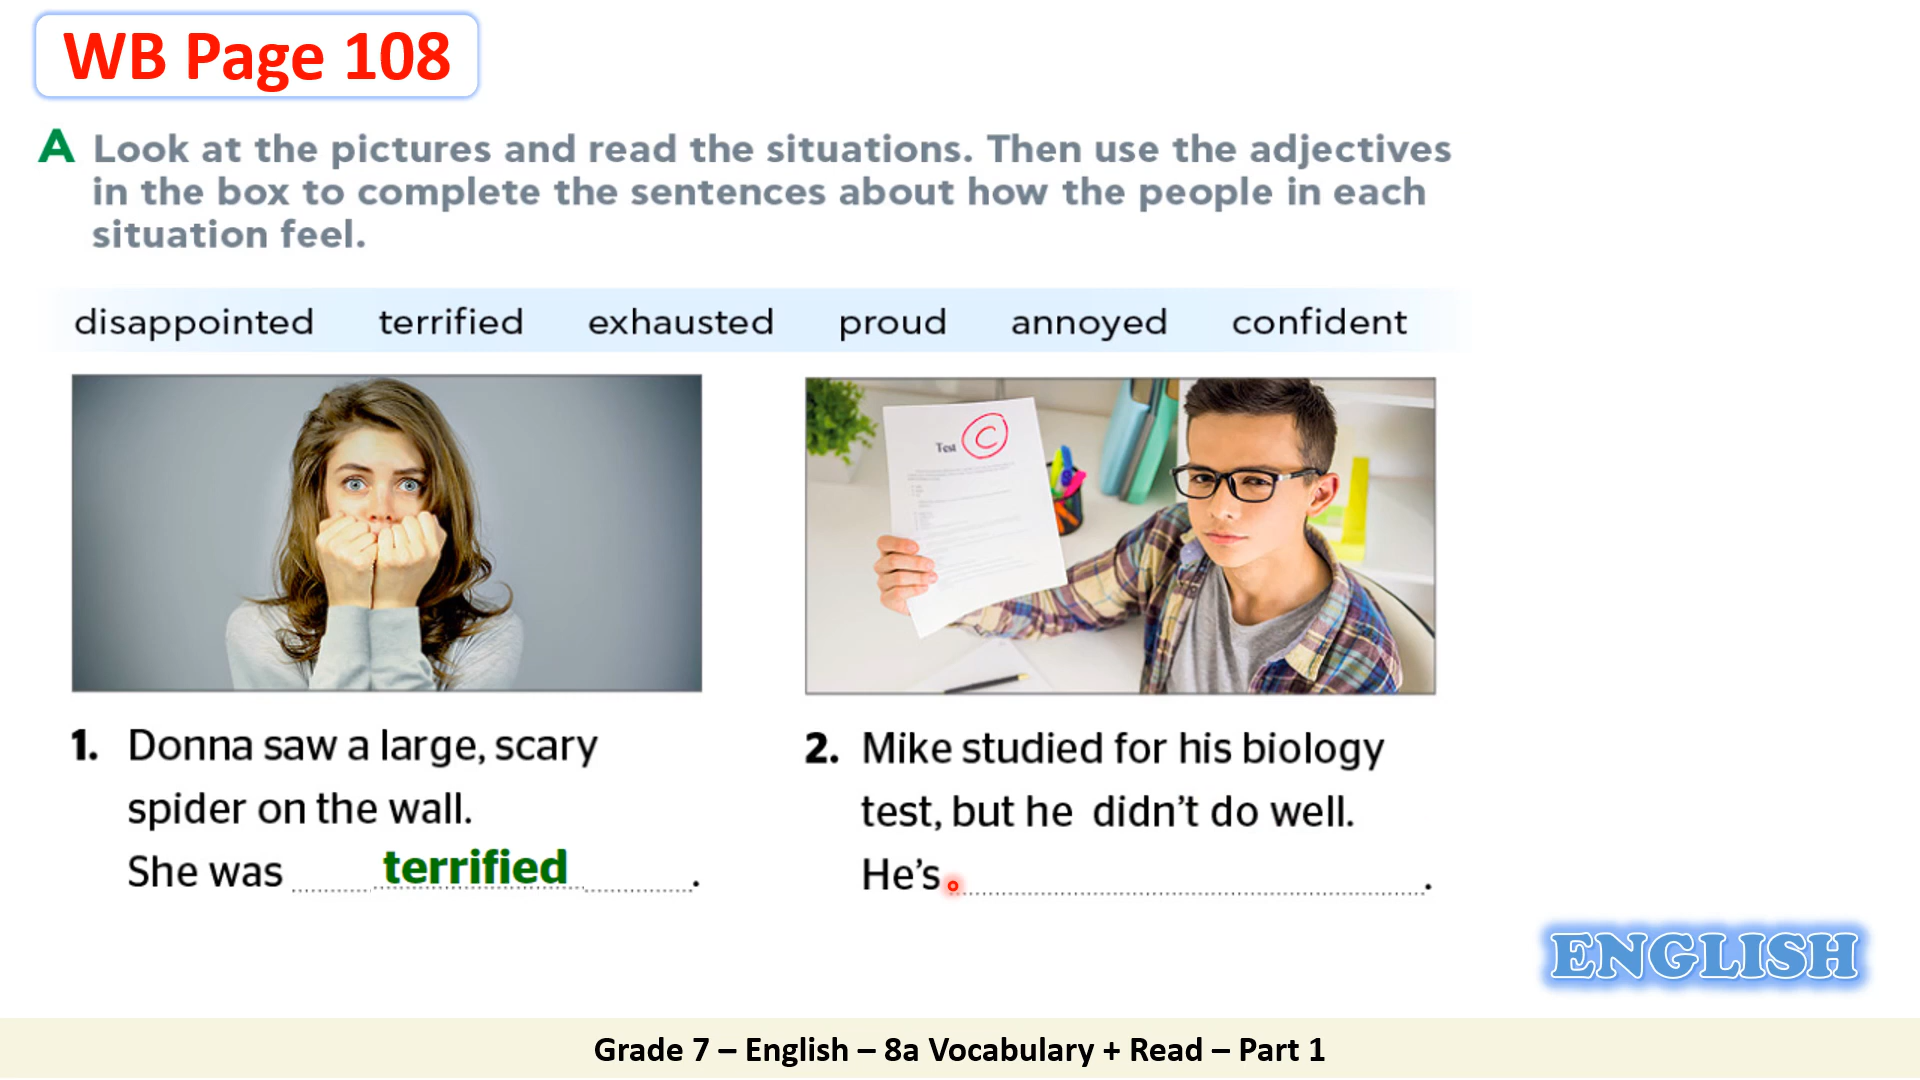 WB Page 108
A Look at the pictures and read the situations. Then use the adjectives
in the box to complete the sentences about how the people in each
situation feel.
disappointed terrified exhausted proud annoyed confident
Test C
1. Donna saw a large, scary
spider on the wall.
She was terrified.
2. Mike studied for his biology
test, but he didn't do well.
He's .
ENGLISH
Grade 7 – English – 8a Vocabulary + Read – Part 1